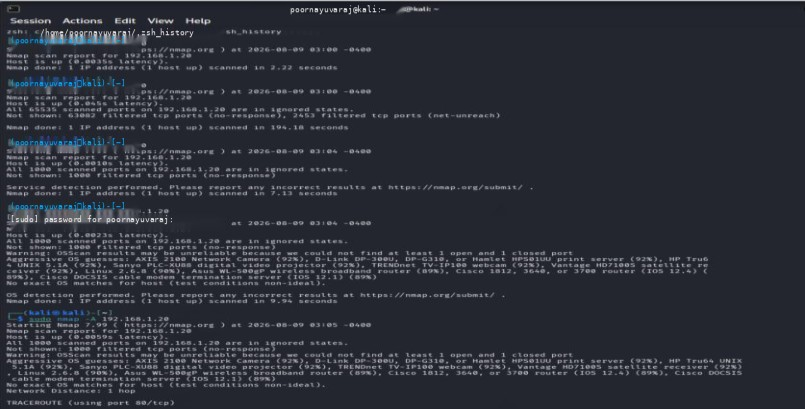 poornayuvaraj@kali:~ @kali: ~
Session Actions Edit View Help
zsh: c /home/poornayuvaraj/.zsh_history sh_history
(poornayuvaraj@kali)-[~]
ps://nmap.org ) at 2026-08-09 03:00 -0400
Nmap scan report for 192.168.1.20
Host is up (0.0035s latency).
Nmap done: 1 IP address (1 host up) scanned in 2.22 seconds
(poornayuvaraj@kali)-[~]
ps://nmap.org ) at 2026-08-09 03:00 -0400
Nmap scan report for 192.168.1.20
Host is up (0.045s latency).
All 65535 scanned ports on 192.168.1.20 are in ignored states.
Not shown: 63082 filtered tcp ports (no-response), 2453 filtered tcp ports (net-unreach)
Nmap done: 1 IP address (1 host up) scanned in 194.18 seconds
(poornayuvaraj@kali)-[~]
ps://nmap.org ) at 2026-08-09 03:04 -0400
Nmap scan report for 192.168.1.20
Host is up (0.0010s latency).
All 1000 scanned ports on 192.168.1.20 are in ignored states.
Not shown: 1000 filtered tcp ports (no-response)
Service detection performed. Please report any incorrect results at https://nmap.org/submit/ .
Nmap done: 1 IP address (1 host up) scanned in 7.13 seconds
(poornayuvaraj@kali)-[~]
.1.20
[sudo] password for poornayuvaraj:
at 2026-08-09 03:04 -0400
Host is up (0.0023s latency).
All 1000 scanned ports on 192.168.1.20 are in ignored states.
Not shown: 1000 filtered tcp ports (no-response)
Warning: OSScan results may be unreliable because we could not find at least 1 open and 1 closed port
Aggressive OS guesses: AXIS 2100 Network Camera (92%), D-Link DP-300U, DP-G310, or Hamlet HPS01UU print server (92%), HP Tru6
4 UNIX 5.1A (92%), Sanyo PLC-XU88 digital video projector (92%), TRENDnet TV-IP100 webcam (92%), Vantage HD7100S satellite re
ceiver (92%), Linux 2.6.8 (90%), Asus WL-500gP wireless broadband router (89%), Cisco 1812, 3640, or 3700 router (IOS 12.4) (
89%), Cisco DOCSIS cable modem termination server (IOS 12.1) (89%)
No exact OS matches for host (test conditions non-ideal).
OS detection performed. Please report any incorrect results at https://nmap.org/submit/ .
Nmap done: 1 IP address (1 host up) scanned in 9.94 seconds
(kali@kali)-[~]
$ sudo nmap -A 192.168.1.20
Starting Nmap 7.99 ( https://nmap.org ) at 2026-08-09 03:05 -0400
Nmap scan report for 192.168.1.20
Host is up (0.0059s latency).
All 1000 scanned ports on 192.168.1.20 are in ignored states.
Not shown: 1000 filtered tcp ports (no-response)
Warning: OSScan results may be unreliable because we could not find at least 1 open and 1 closed port
Aggressive OS guesses: AXIS 2100 Network Camera (92%), D-Link DP-300U, DP-G310, or Hamlet HPS01UU print server (92%), HP Tru64 UNIX
5.1A (92%), Sanyo PLC-XU88 digital video projector (92%), TRENDnet TV-IP100 webcam (92%), Vantage HD7100S satellite receiver (92%)
, Linux 2.6.8 (90%), Asus WL-500gP wireless broadband router (89%), Cisco 1812, 3640, or 3700 router (IOS 12.4) (89%), Cisco DOCSIS
cable modem termination server (IOS 12.1) (89%)
No exact OS matches for host (test conditions non-ideal).
Network Distance: 1 hop
TRACEROUTE (using port 80/tcp)